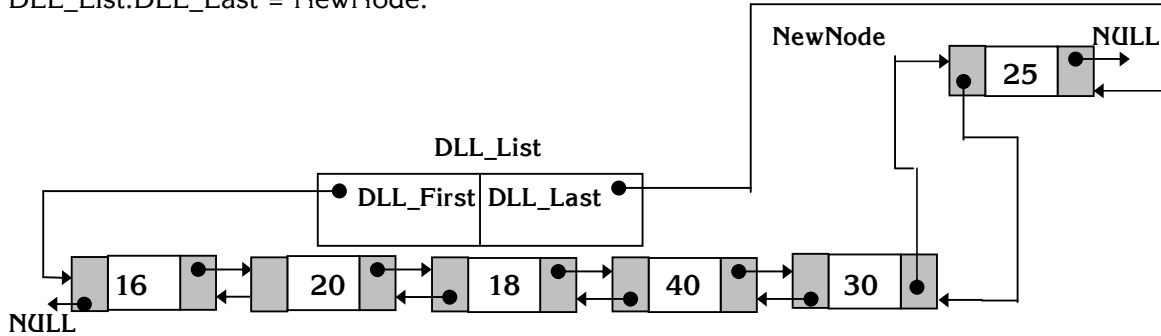 DLL_List.DLL_Last = NewNode.
NewNode
NULL
25
DLL_List
DLL_First
DLL_Last
16
20
18
40
30
NULL